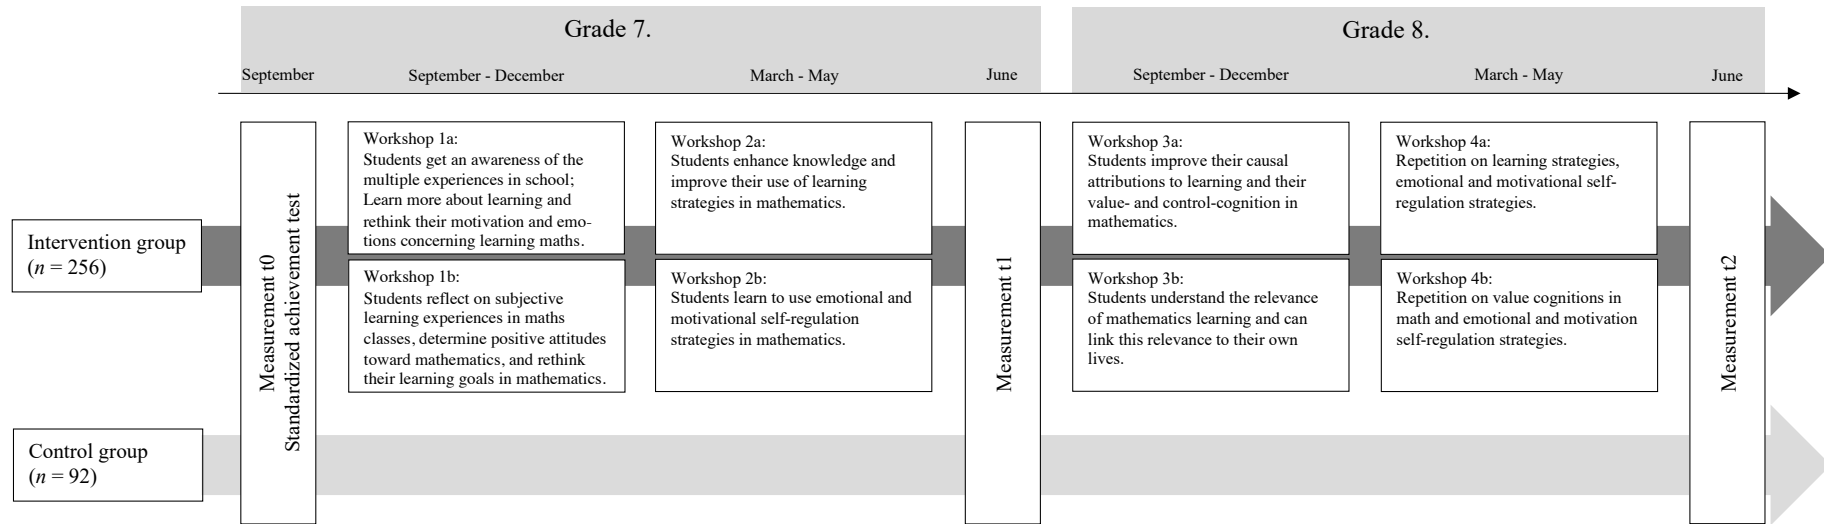 Grade 7.
Grade 8.
September
September - December
March - May
June
September - December
March - May
June
Intervention group
(n = 256)
Control group
(n = 92)
Measurement t0
Standardized achievement test
Workshop 1a:
Students get an awareness of the
multiple experiences in school;
Learn more about learning and
rethink their motivation and emo-
tions concerning learning maths.
Workshop 1b:
Students reflect on subjective
learning experiences in maths
classes, determine positive attitudes
toward mathematics, and rethink
their learning goals in mathematics.
Workshop 2a:
Students enhance knowledge and
improve their use of learning
strategies in mathematics.
Workshop 2b:
Students learn to use emotional and
motivational self-regulation
strategies in mathematics.
Measurement t1
Workshop 3a:
Students improve their causal
attributions to learning and their
value- and control-cognition in
mathematics.
Workshop 3b:
Students understand the relevance
of mathematics learning and can
link this relevance to their own
lives.
Workshop 4a:
Repetition on learning strategies,
emotional and motivational self-
regulation strategies.
Workshop 4b:
Repetition on value cognitions in
math and emotional and motivation
self-regulation strategies.
Measurement t2